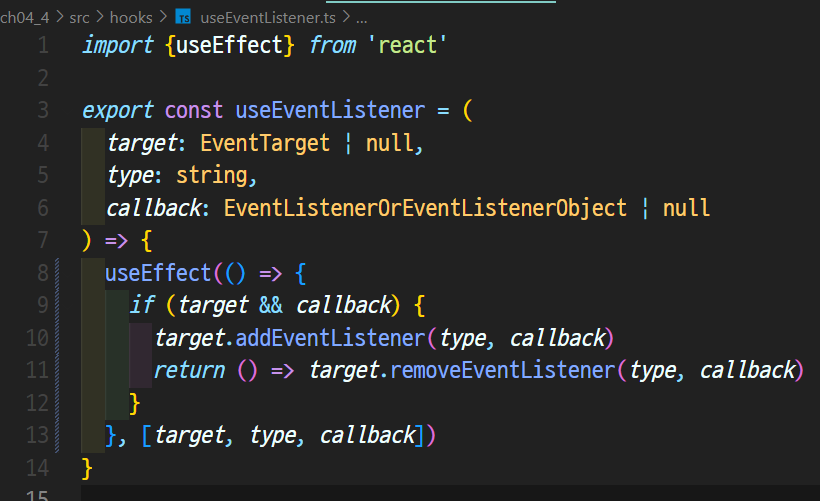 ch04_4 > src > hooks > TS useEventListener.ts > ...
1 import {useEffect} from 'react'
2
3 export const useEventListener = (
4 target: EventTarget | null,
5 type: string,
6 callback: EventListenerOrEventListenerObject | null
7 ) => {
8 useEffect(() => {
9 if (target && callback) {
10 target.addEventListener(type, callback)
11 return () => target.removeEventListener(type, callback)
12 }
13 }, [target, type, callback])
14 }
15